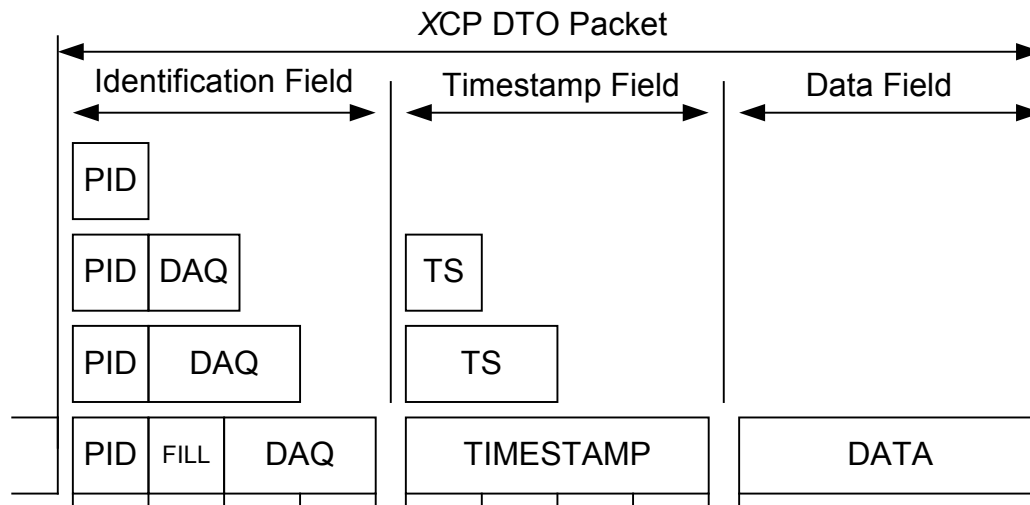 XCP DTO Packet
Identification Field Timestamp Field Data Field
PID
PID DAQ TS
PID DAQ TS
PID FILL DAQ TIMESTAMP DATA